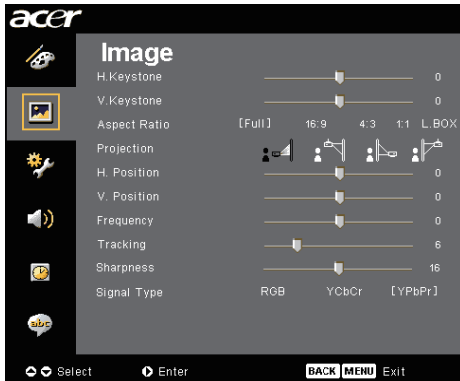 acer
Image
H.Keystone 0
V.Keystone 0
Aspect Ratio [Full] 16:9 4:3 1:1 L.BOX
Projection
H. Position 0
V. Position 0
Frequency 0
Tracking 6
Sharpness 16
Signal Type RGB YCbCr [YPbPr]
abc
Select Enter BACK MENU Exit